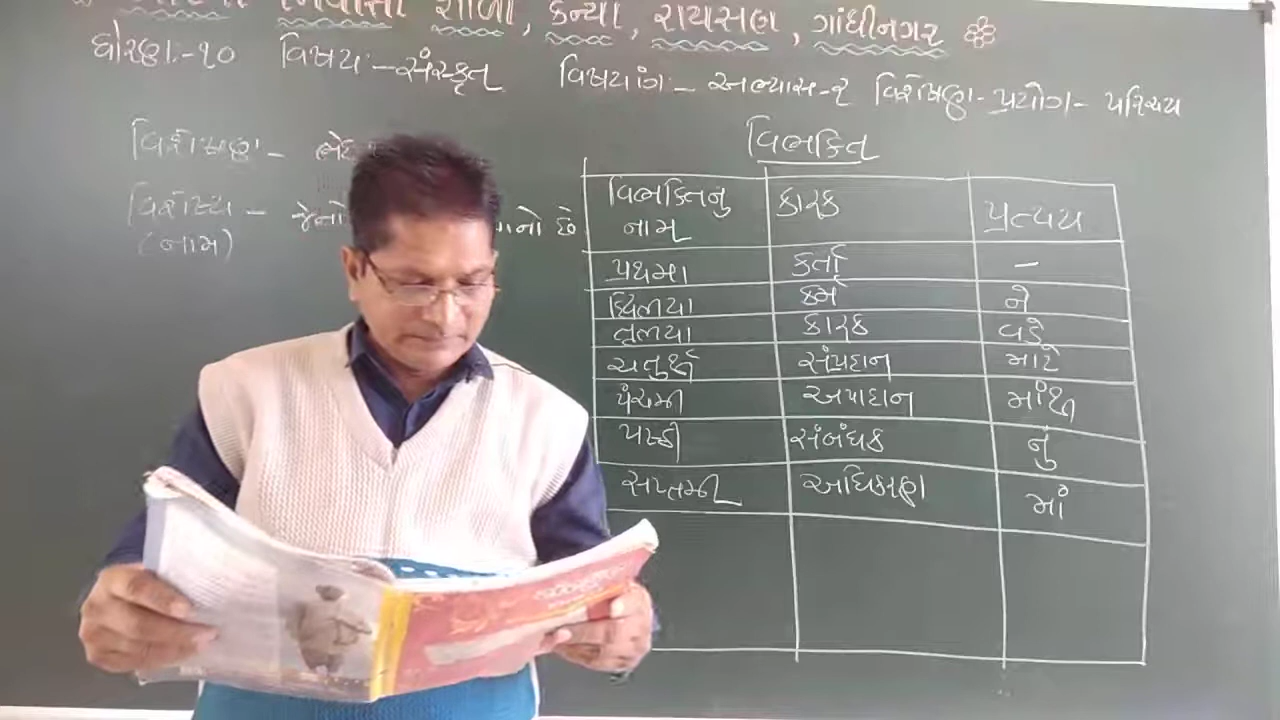 નિવાસી શાળા, કન્યા, રાયસણ, ગાંધીનગર
ધોરણ:-૧૦ વિષય:-સંસ્કૃત વિષયાંગ:- અભ્યાસ-૨ વિશેષણ-પ્રયોગ- પરિચય
વિશેષણ -
વિશેષ્ય - જેનો
(નામ)
વિભક્તિ
વિભક્તિનુ નામ કારક પ્રત્યય
પ્રથમા કર્તા -
દ્વિતીયા કર્મ ને
તૃતીયા કારક વડે
ચતુર્થી સંપ્રદાન માટે
પંચમી અપાદાન માંથી
ષષ્ઠી સંબંધક નું
સપ્તમી અધિકરણ માં